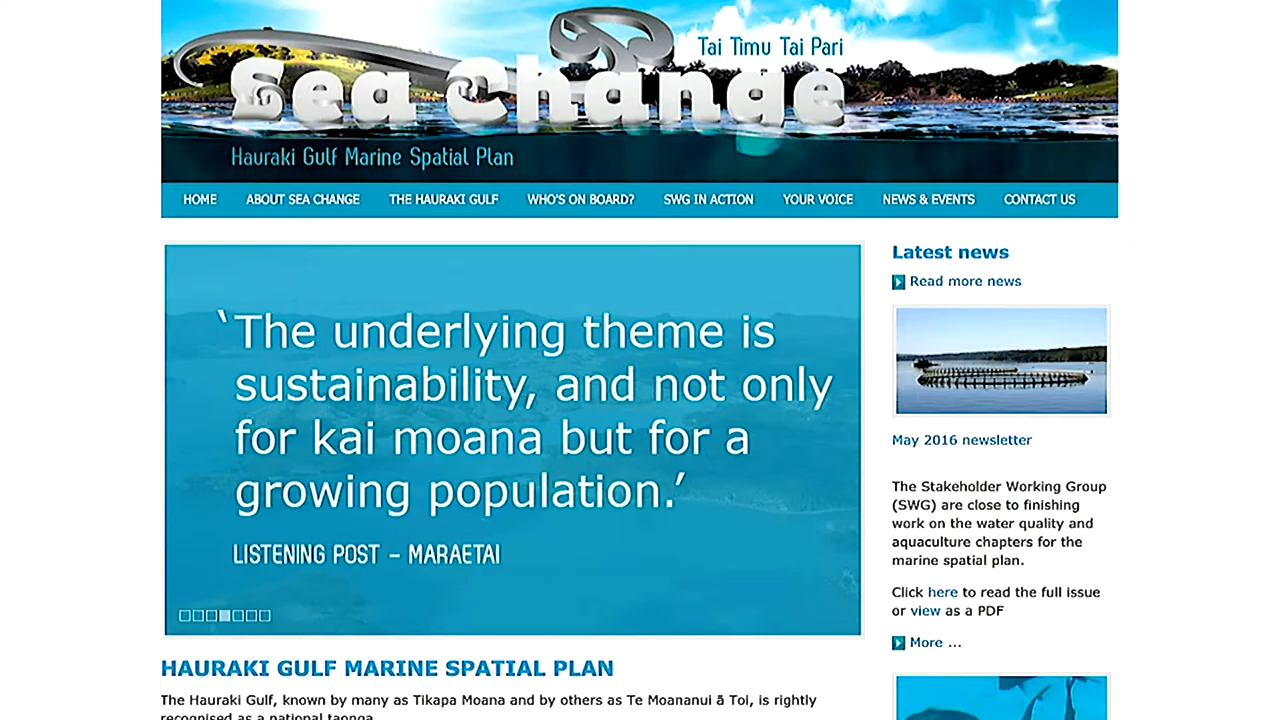 Tai Timu Tai Pari
Sea Change
Hauraki Gulf Marine Spatial Plan
HOME ABOUT SEA CHANGE THE HAURAKI GULF WHO'S ON BOARD? SWG IN ACTION YOUR VOICE NEWS & EVENTS CONTACT US
‘The underlying theme is
sustainability, and not only
for kai moana but for a
growing population.’
LISTENING POST – MARAETAI
HAURAKI GULF MARINE SPATIAL PLAN
The Hauraki Gulf, known by many as Tikapa Moana and by others as Te Moananui ā Toi, is rightly
recognised as a national taonga.
Latest news
Read more news
May 2016 newsletter
The Stakeholder Working Group
(SWG) are close to finishing
work on the water quality and
aquaculture chapters for the
marine spatial plan.
Click here to read the full issue
or view as a PDF
More ...